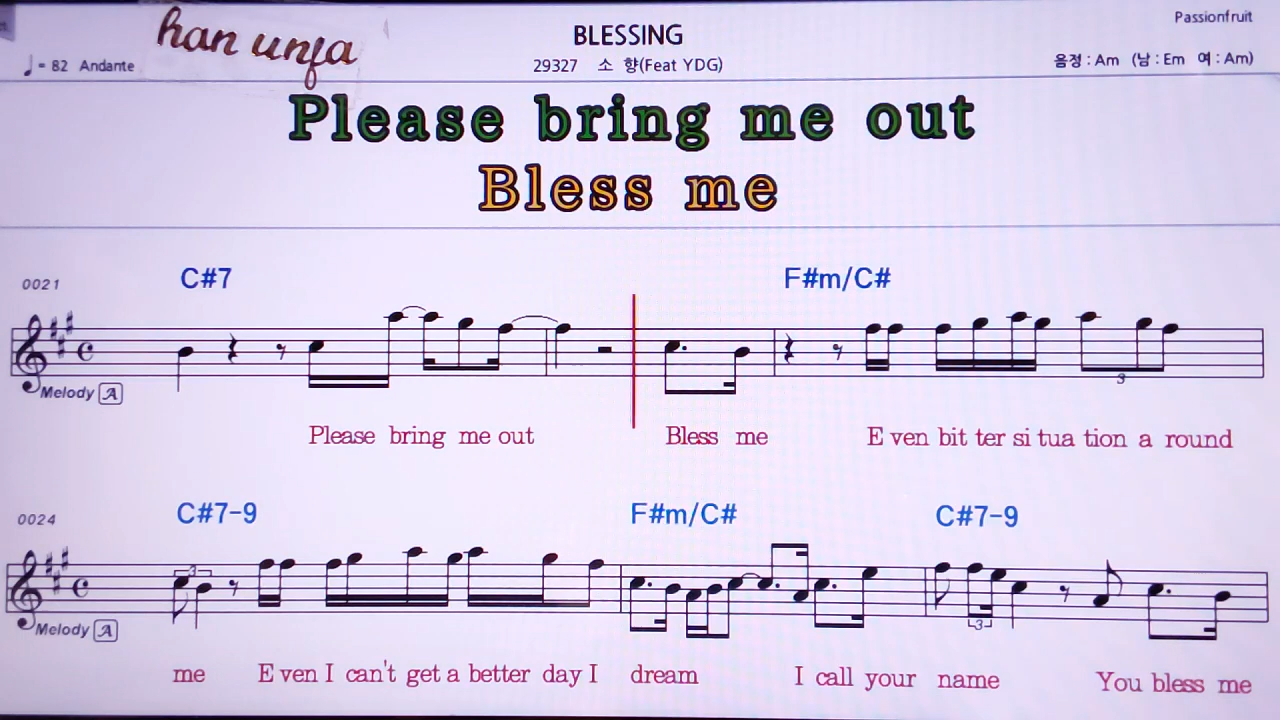 han unja
BLESSING
Passionfruit
♩= 82 Andante
29327 소 향(Feat YDG)
음정 : Am (남 : Em 여 : Am)
Please bring me out
Bless me
0021 C#7 F#m/C#
3
Melody A
Please bring me out Bless me E ven bit ter si tua tion a round
0024 C#7-9 F#m/C# C#7-9
3
3
Melody A
me E ven I can't get a better day I dream I call your name You bless me